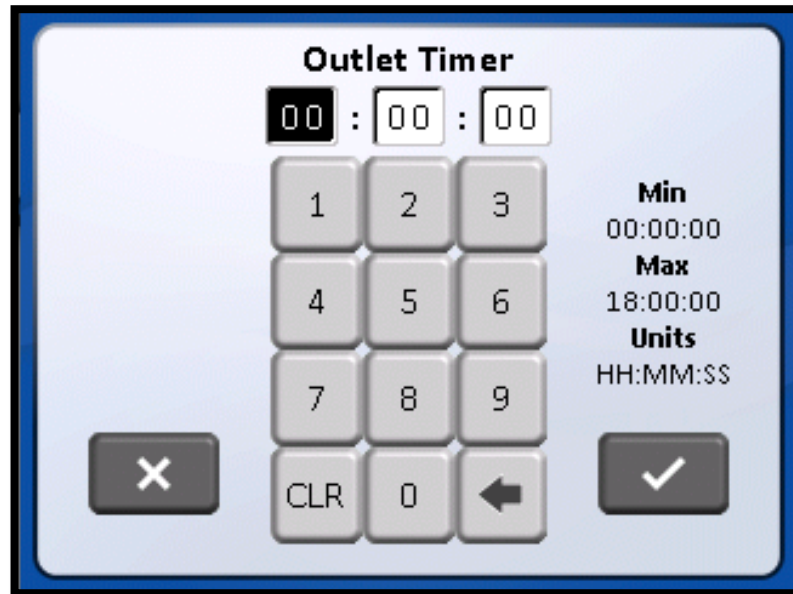 Outlet Timer
00 : 00 : 00
1 2 3
Min
00:00:00
Max
4 5 6
18:00:00
Units
HH:MM:SS
7 8 9
CLR 0